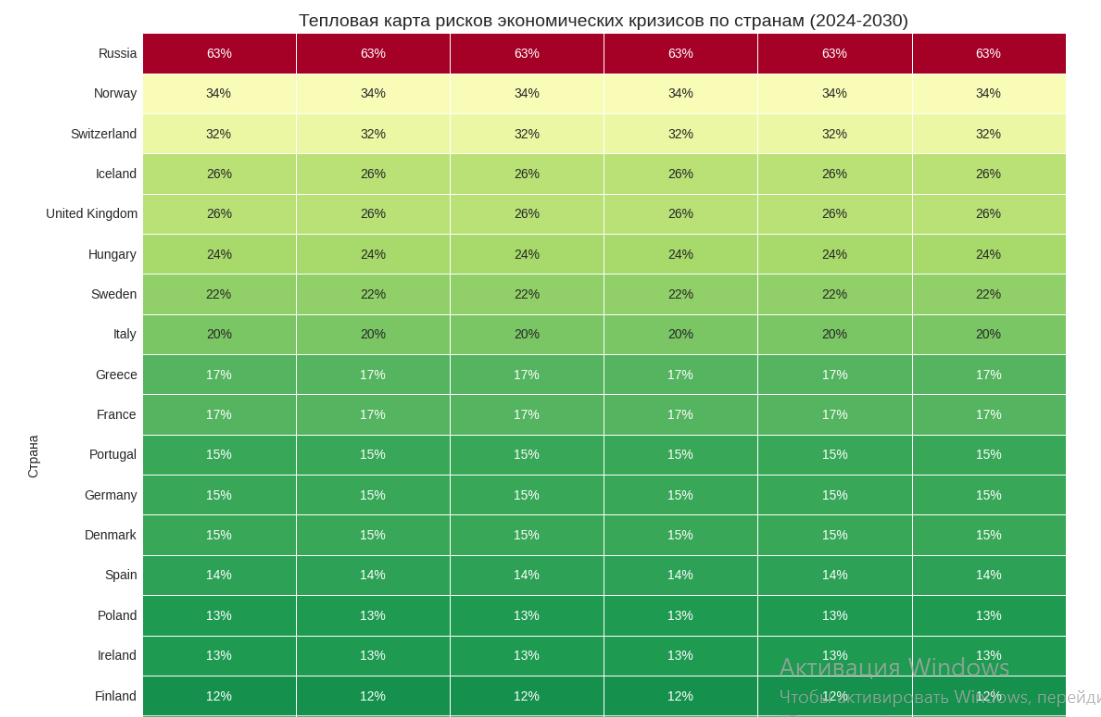 Тепловая карта рисков экономических кризисов по странам (2024-2030)
Russia 63% 63% 63% 63% 63% 63%
Norway 34% 34% 34% 34% 34% 34%
Switzerland 32% 32% 32% 32% 32% 32%
Iceland 26% 26% 26% 26% 26% 26%
United Kingdom 26% 26% 26% 26% 26% 26%
Hungary 24% 24% 24% 24% 24% 24%
Sweden 22% 22% 22% 22% 22% 22%
Italy 20% 20% 20% 20% 20% 20%
Greece 17% 17% 17% 17% 17% 17%
France 17% 17% 17% 17% 17% 17%
Страна
Portugal 15% 15% 15% 15% 15% 15%
Germany 15% 15% 15% 15% 15% 15%
Denmark 15% 15% 15% 15% 15% 15%
Spain 14% 14% 14% 14% 14% 14%
Poland 13% 13% 13% 13% 13% 13%
Ireland 13% 13% 13% 13% 13% 13%
Активация Windows
Finland 12% 12% 12% 12% 12% 12%
Чтобы активировать Windows, перейди